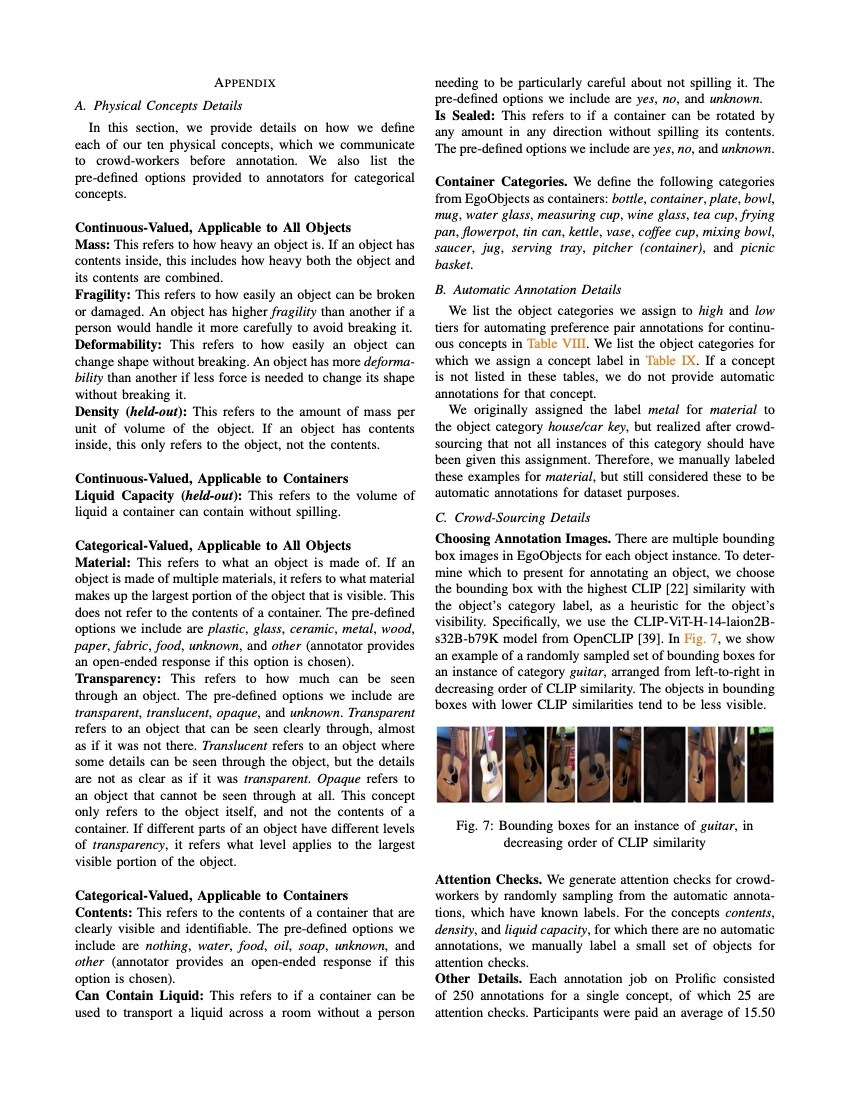 APPENDIX
A. Physical Concepts Details
In this section, we provide details on how we define
each of our ten physical concepts, which we communicate
to crowd-workers before annotation. We also list the
pre-defined options provided to annotators for categorical
concepts.
Continuous-Valued, Applicable to All Objects
Mass: This refers to how heavy an object is. If an object has
contents inside, this includes how heavy both the object and
its contents are combined.
Fragility: This refers to how easily an object can be broken
or damaged. An object has higher fragility than another if a
person would handle it more carefully to avoid breaking it.
Deformability: This refers to how easily an object can
change shape without breaking. An object has more deforma-
bility than another if less force is needed to change its shape
without breaking it.
Density (held-out): This refers to the amount of mass per
unit of volume of the object. If an object has contents
inside, this only refers to the object, not the contents.
Continuous-Valued, Applicable to Containers
Liquid Capacity (held-out): This refers to the volume of
liquid a container can contain without spilling.
Categorical-Valued, Applicable to All Objects
Material: This refers to what an object is made of. If an
object is made of multiple materials, it refers to what material
makes up the largest portion of the object that is visible. This
does not refer to the contents of a container. The pre-defined
options we include are plastic, glass, ceramic, metal, wood,
paper, fabric, food, unknown, and other (annotator provides
an open-ended response if this option is chosen).
Transparency: This refers to how much can be seen
through an object. The pre-defined options we include are
transparent, translucent, opaque, and unknown. Transparent
refers to an object that can be seen clearly through, almost
as if it was not there. Translucent refers to an object where
some details can be seen through the object, but the details
are not as clear as if it was transparent. Opaque refers to
an object that cannot be seen through at all. This concept
only refers to the object itself, and not the contents of a
container. If different parts of an object have different levels
of transparency, it refers what level applies to the largest
visible portion of the object.
Categorical-Valued, Applicable to Containers
Contents: This refers to the contents of a container that are
clearly visible and identifiable. The pre-defined options we
include are nothing, water, food, oil, soap, unknown, and
other (annotator provides an open-ended response if this
option is chosen).
Can Contain Liquid: This refers to if a container can be
used to transport a liquid across a room without a person
needing to be particularly careful about not spilling it. The
pre-defined options we include are yes, no, and unknown.
Is Sealed: This refers to if a container can be rotated by
any amount in any direction without spilling its contents.
The pre-defined options we include are yes, no, and unknown.
Container Categories. We define the following categories
from EgoObjects as containers: bottle, container, plate, bowl,
mug, water glass, measuring cup, wine glass, tea cup, frying
pan, flowerpot, tin can, kettle, vase, coffee cup, mixing bowl,
saucer, jug, serving tray, pitcher (container), and picnic
basket.
B. Automatic Annotation Details
We list the object categories we assign to high and low
tiers for automating preference pair annotations for continu-
ous concepts in Table VIII. We list the object categories for
which we assign a concept label in Table IX. If a concept
is not listed in these tables, we do not provide automatic
annotations for that concept.
We originally assigned the label metal for material to
the object category house/car key, but realized after crowd-
sourcing that not all instances of this category should have
been given this assignment. Therefore, we manually labeled
these examples for material, but still considered these to be
automatic annotations for dataset purposes.
C. Crowd-Sourcing Details
Choosing Annotation Images. There are multiple bounding
box images in EgoObjects for each object instance. To deter-
mine which to present for annotating an object, we choose
the bounding box with the highest CLIP [22] similarity with
the object's category label, as a heuristic for the object's
visibility. Specifically, we use the CLIP-ViT-H-14-laion2B-
s32B-b79K model from OpenCLIP [39]. In Fig. 7, we show
an example of a randomly sampled set of bounding boxes for
an instance of category guitar, arranged from left-to-right in
decreasing order of CLIP similarity. The objects in bounding
boxes with lower CLIP similarities tend to be less visible.
Fig. 7: Bounding boxes for an instance of guitar, in
decreasing order of CLIP similarity
Attention Checks. We generate attention checks for crowd-
workers by randomly sampling from the automatic annota-
tions, which have known labels. For the concepts contents,
density, and liquid capacity, for which there are no automatic
annotations, we manually label a small set of objects for
attention checks.
Other Details. Each annotation job on Prolific consisted
of 250 annotations for a single concept, of which 25 are
attention checks. Participants were paid an average of 15.50